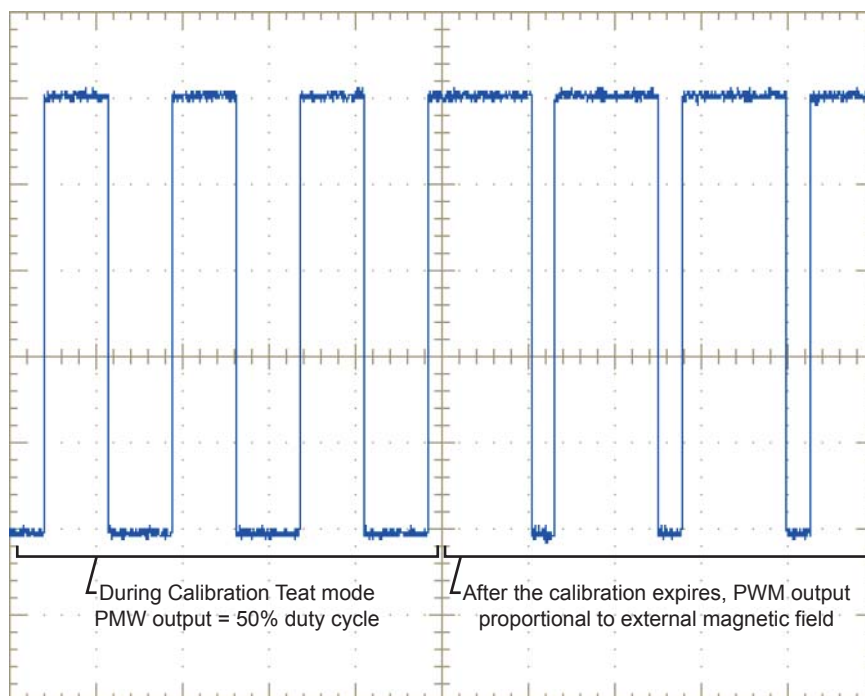 During Calibration Teat mode
PMW output = 50% duty cycle
After the calibration expires, PWM output
proportional to external magnetic field